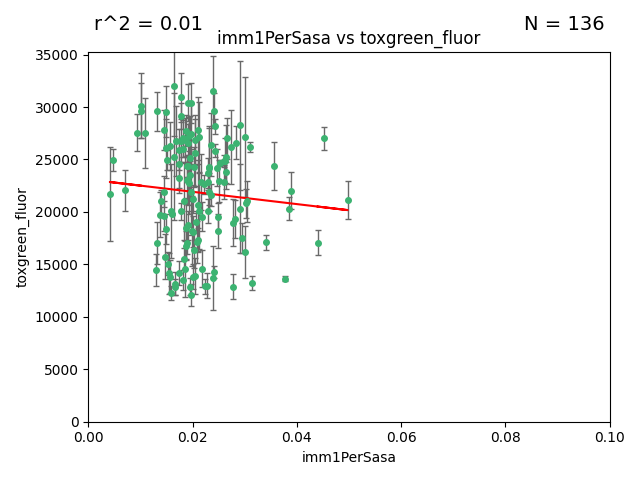 r^2 = 0.01
N = 136
imm1PerSasa vs toxgreen_fluor
35000
30000
25000
20000
15000
10000
5000
0
toxgreen_fluor
0.00
0.02
0.04
0.06
0.08
0.10
imm1PerSasa